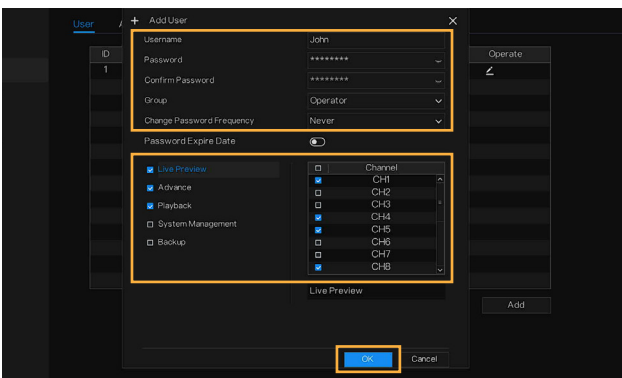 User
+ Add User
Username John
ID
Operate
Password ********
1
Confirm Password ********
Group Operator
Change Password Frequency Never
Password Expire Date
Live Preview
Channel
CH1
Advance
CH2
Playback
CH3
CH4
System Management
CH5
Backup
CH6
CH7
CH8
Live Preview
Add
OK
Cancel